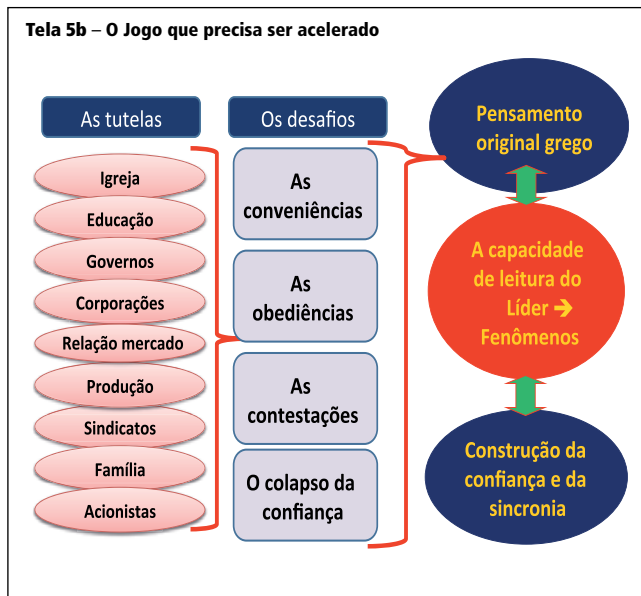 Tela 5b – O Jogo que precisa ser acelerado
As tutelas
Igreja
Educação
Governos
Corporações
Relação mercado
Produção
Sindicatos
Família
Acionistas
Os desafios
As
conveniências
As
obediências
As
contestações
O colapso da
confiança
Pensamento
original grego
A capacidade
de leitura do
Líder ➔
Fenômenos
Construção da
confiança e da
sincronia